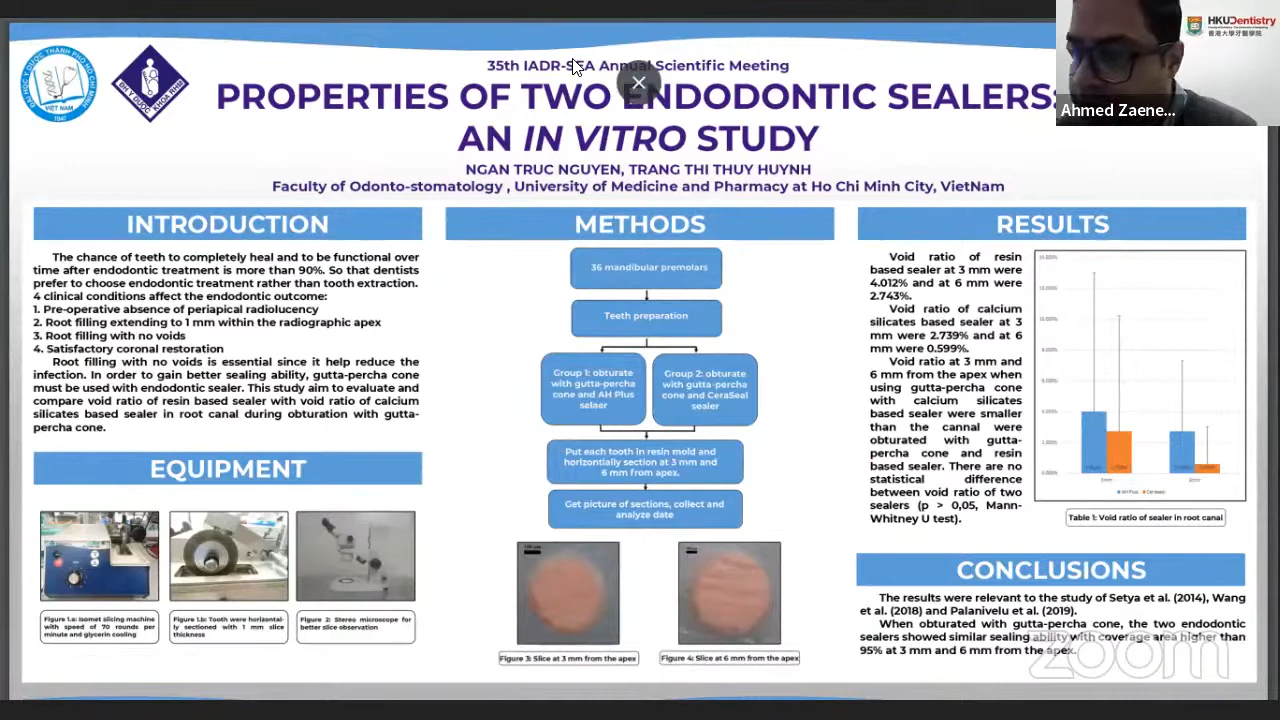 35th IADR-SEA Annual Scientific Meeting
PROPERTIES OF TWO ENDODONTIC SEALERS:
AN IN VITRO STUDY
NGAN TRUC NGUYEN, TRANG THI THUY HUYNH
Faculty of Odonto-stomatology , University of Medicine and Pharmacy at Ho Chi Minh City, VietNam
HKUDentistry
香港大學牙醫學院
Ahmed Zaene...
VIỆT NAM
1947
INTRODUCTION
The chance of teeth to completely heal and to be functional over
time after endodontic treatment is more than 90%. So that dentists
prefer to choose endodontic treatment rather than tooth extraction.
4 clinical conditions affect the endodontic outcome:
1. Pre-operative absence of periapical radiolucency
2. Root filling extending to 1 mm within the radiographic apex
3. Root filling with no voids
4. Satisfactory coronal restoration
Root filling with no voids is essential since it help reduce the
infection. In order to gain better sealing ability, gutta-percha cone
must be used with endodontic sealer. This study aim to evaluate and
compare void ratio of resin based sealer with void ratio of calcium
silicates based sealer in root canal during obturation with gutta-
percha cone.
EQUIPMENT
Figure 1.a: Isomet slicing machine
with speed of 70 rounds per
minute and glycerin cooling
Figure 1.b: Tooth were horizontal-
ly sectioned with 1 mm slice
thickness
Figure 2: Stereo microscope for
better slice observation
METHODS
36 mandibular premolars
Teeth preparation
Group 1: obturate
with gutta-percha
cone and AH Plus
selaer
Group 2: obturate
with gutta-percha
cone and CeraSeal
sealer
Put each tooth in resin mold and
horizontially section at 3 mm and
6 mm from apex.
Get picture of sections, collect and
analyze date
Figure 3: Slice at 3 mm from the apex
Figure 4: Slice at 6 mm from the apex
RESULTS
Void ratio of resin
based sealer at 3 mm were
4.012% and at 6 mm were
2.743%.
Void ratio of calcium
silicates based sealer at 3
mm were 2.739% and at 6
mm were 0.599%.
Void ratio at 3 mm and
6 mm from the apex when
using gutta-percha cone
with calcium silicates
based sealer were smaller
than the cannal were
obturated with gutta-
percha cone and resin
based sealer. There are no
statistical difference
between void ratio of two
sealers (p > 0,05, Mann-
Whitney U test).
Table 1: Void ratio of sealer in root canal
CONCLUSIONS
The results were relevant to the study of Setya et al. (2014), Wang
et al. (2018) and Palanivelu et al. (2019).
When obturated with gutta-percha cone, the two endodontic
sealers showed similar sealing ability with coverage area higher than
95% at 3 mm and 6 mm from the apex.
zoom